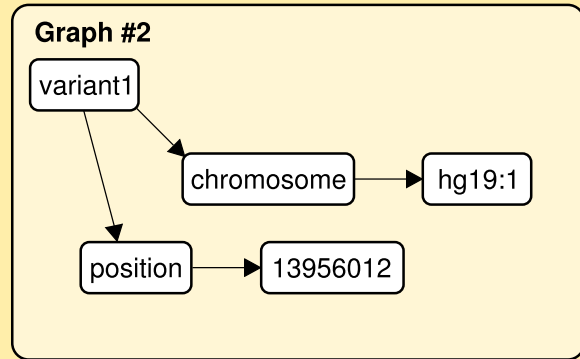 Graph #2
variant1
chromosome
hg19:1
position
13956012